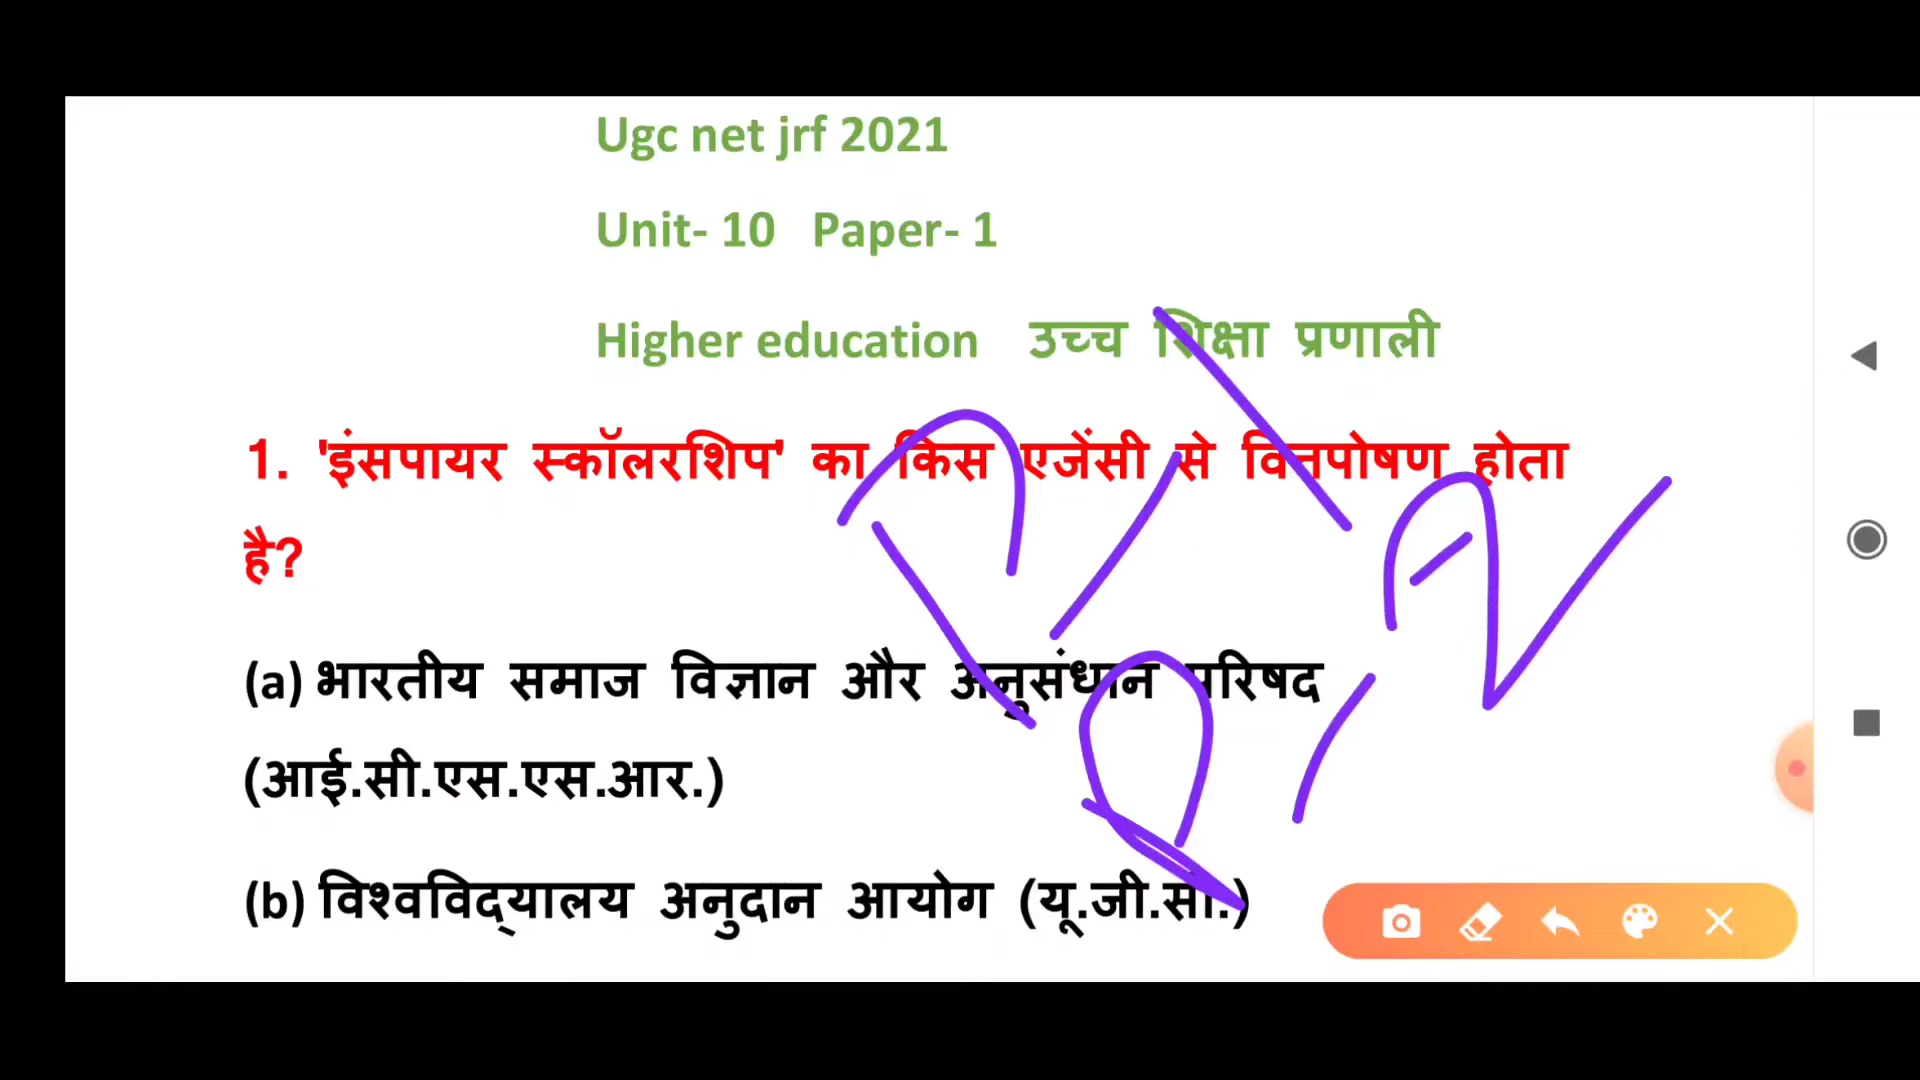 Ugc net jrf 2021
Unit- 10 Paper- 1
Higher education उच्च शिक्षा प्रणाली
1. 'इंसपायर स्कॉलरशिप' का किस एजेंसी से वित्तपोषण होता
है?
(a) भारतीय समाज विज्ञान और अनुसंधान परिषद
(आई.सी.एस.एस.आर.)
(b) विश्वविद्यालय अनुदान आयोग (यू.जी.सी.)